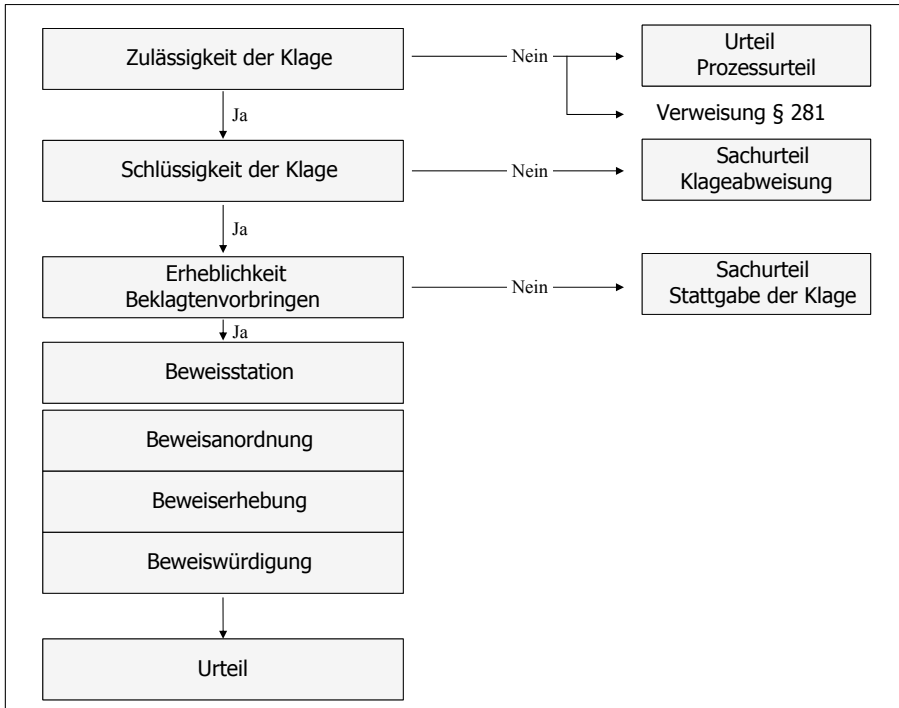 Zulässigkeit der Klage
Nein
Urteil
Prozessurteil
Verweisung § 281
Ja
Schlüssigkeit der Klage
Nein
Sachurteil
Klageabweisung
Ja
Erheblichkeit
Beklagtenvorbringen
Nein
Sachurteil
Stattgabe der Klage
Ja
Beweisstation
Beweisanordnung
Beweiserhebung
Beweiswürdigung
Urteil